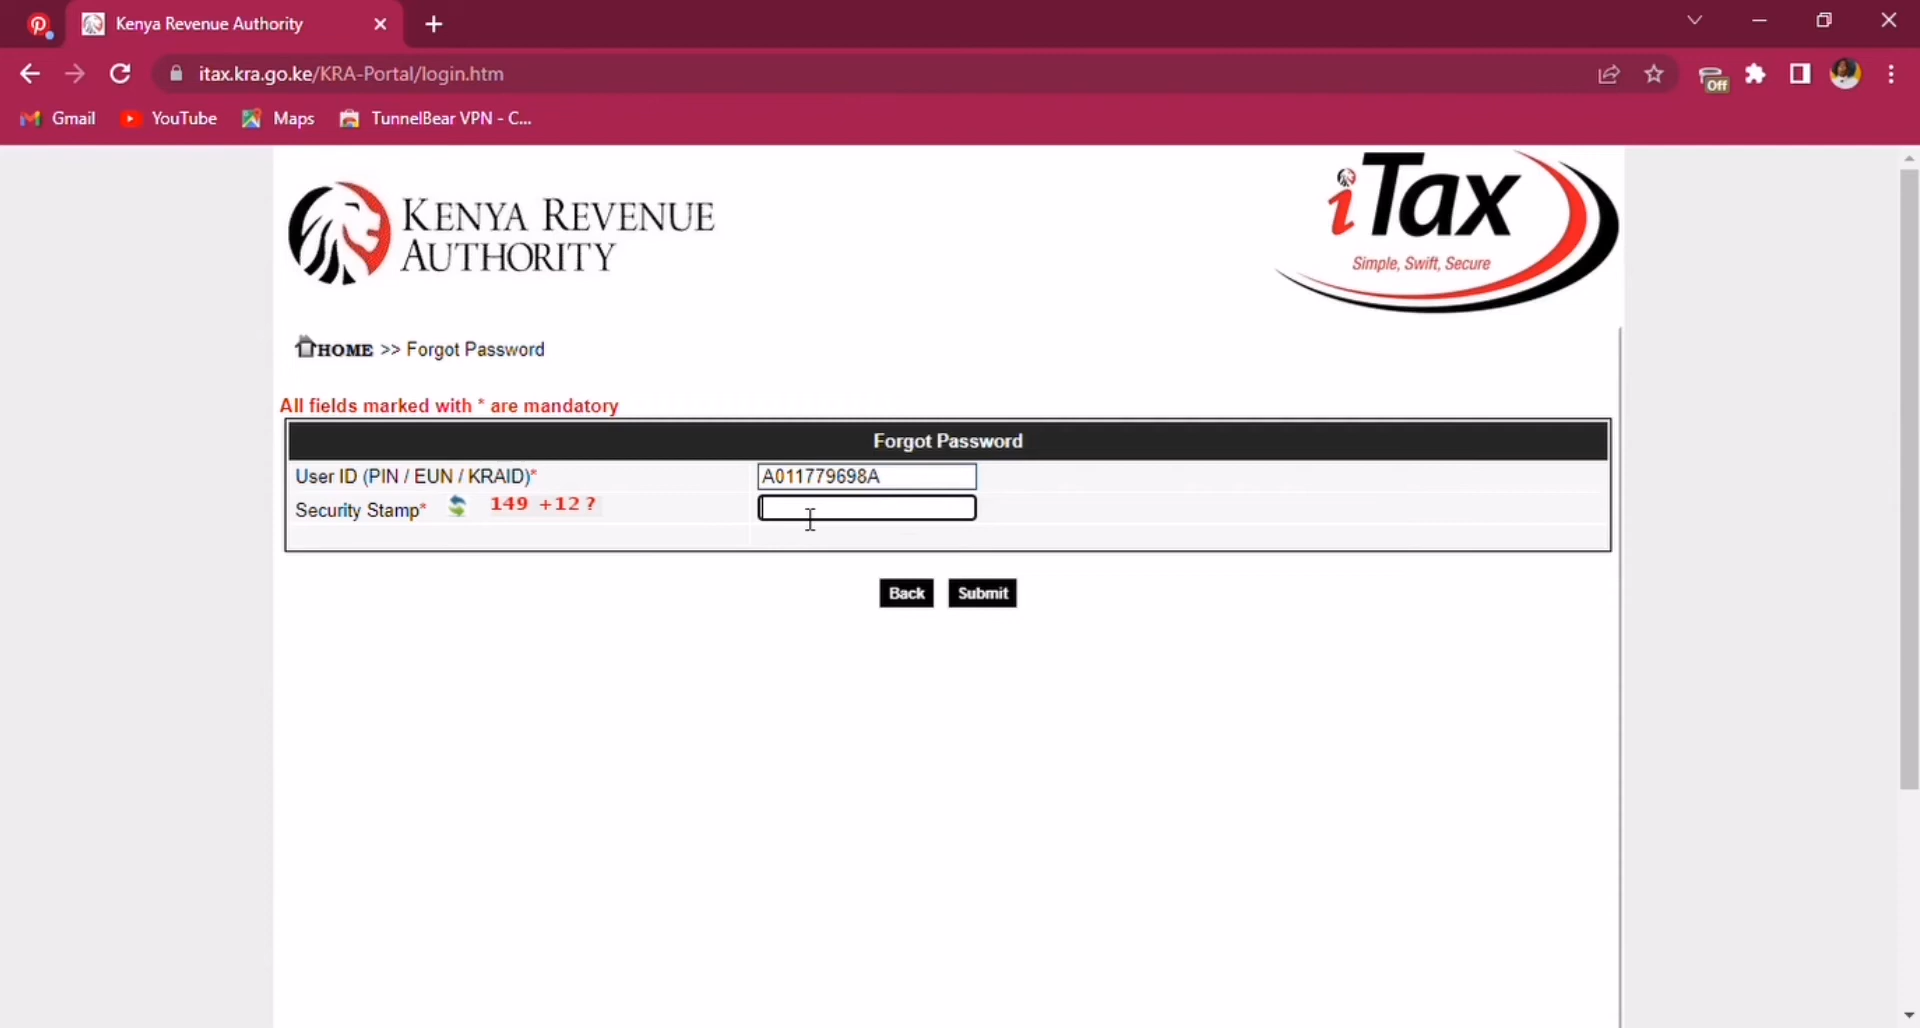 Kenya Revenue Authority
itax.kra.go.ke/KRA-Portal/login.htm
Off
Gmail YouTube Maps TunnelBear VPN - C...
KENYA REVENUE
AUTHORITY
iTax
Simple, Swift, Secure
HOME >> Forgot Password
All fields marked with * are mandatory
Forgot Password
User ID (PIN / EUN / KRAID)* A011779698A
Security Stamp* 149 +12 ?
Back Submit